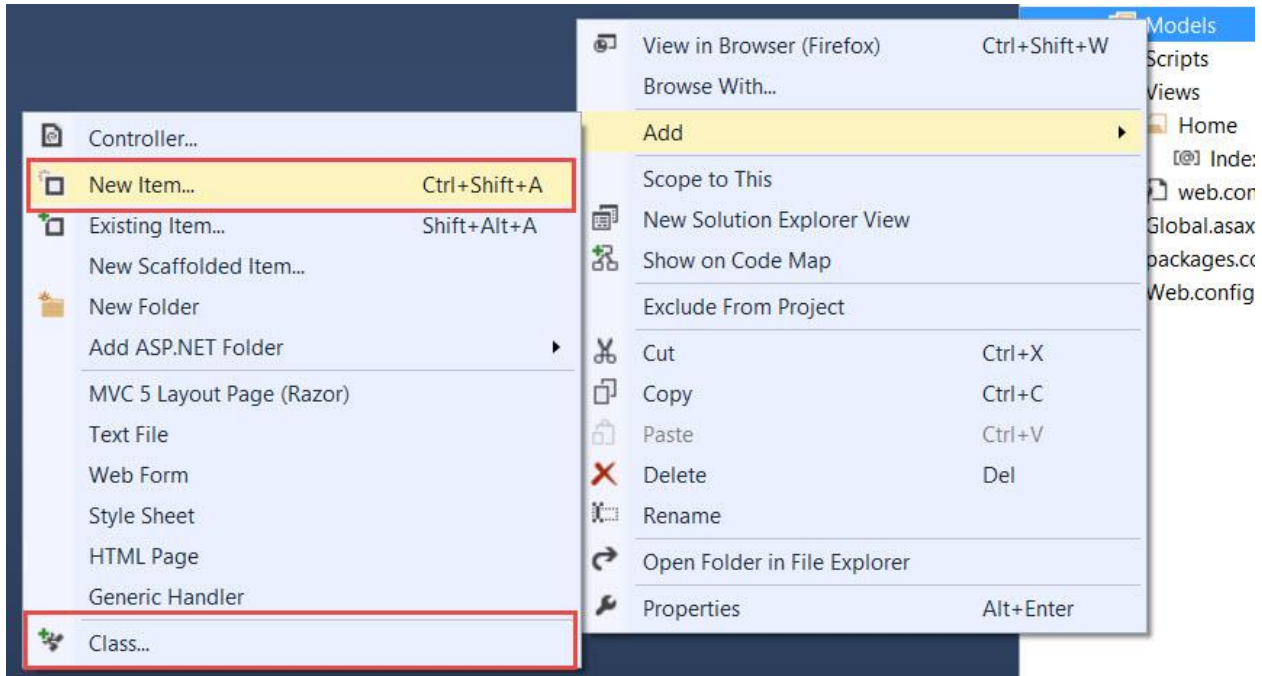 View in Browser (Firefox) Ctrl+Shift+W
Browse With...
Add
Scope to This
New Solution Explorer View
Show on Code Map
Exclude From Project
Cut Ctrl+X
Copy Ctrl+C
Paste Ctrl+V
Delete Del
Rename
Open Folder in File Explorer
Properties Alt+Enter
Controller...
New Item... Ctrl+Shift+A
Existing Item... Shift+Alt+A
New Scaffolded Item...
New Folder
Add ASP.NET Folder
MVC 5 Layout Page (Razor)
Text File
Web Form
Style Sheet
HTML Page
Generic Handler
Class...
Models
Scripts
Views
Home
[@] Index
web.con
Global.asax
packages.co
Web.config